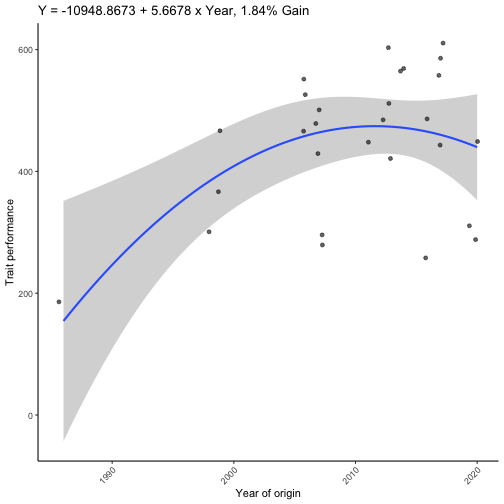 Y = -10948.8673 + 5.6678 x Year, 1.84% Gain
600
400
200
0
Trait performance
1990
2000
2010
2020
Year of origin